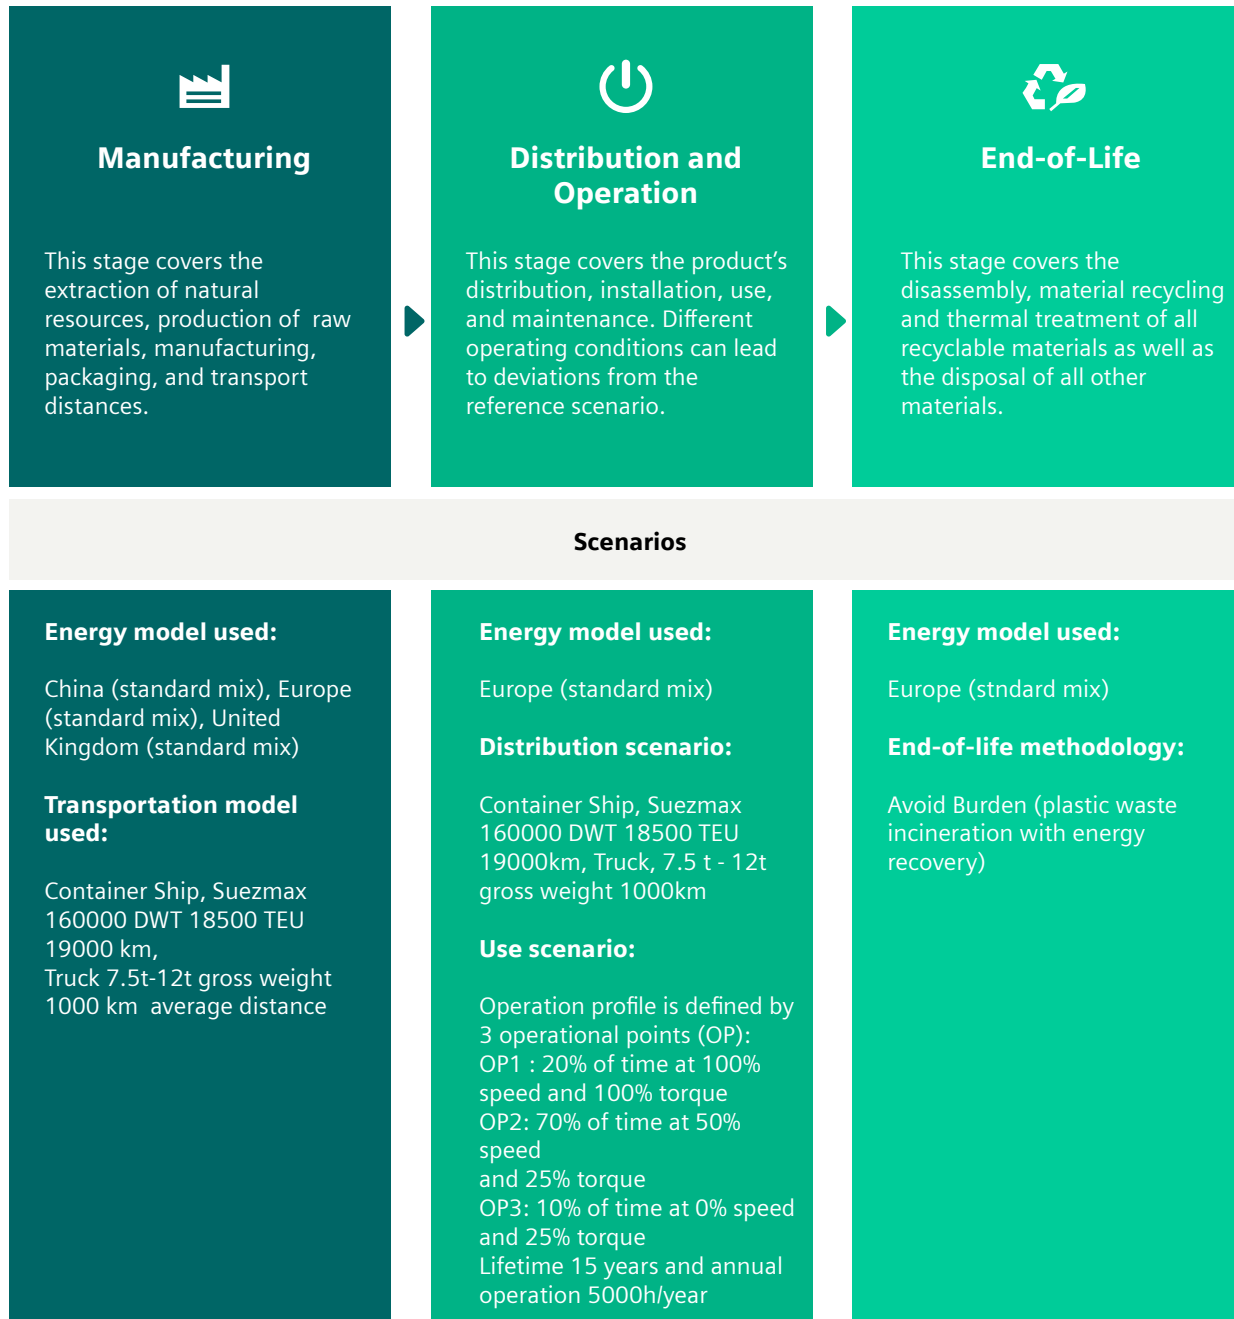 Manufacturing
This stage covers the
extraction of natural
resources, production of  raw
materials, manufacturing,
packaging, and transport
distances.
Distribution and
Operation
This stage covers the product’s
distribution, installation, use,
and maintenance. Different
operating conditions can lead
to deviations from the
reference scenario.
End-of-Life
This stage covers the
disassembly, material recycling
and thermal treatment of all
recyclable materials as well as
the disposal of all other
materials.
Scenarios
Energy model used:
China (standard mix), Europe
(standard mix), United
Kingdom (standard mix)
Transportation model
used:
Container Ship, Suezmax
160000 DWT 18500 TEU
19000 km,
Truck 7.5t-12t gross weight
1000 km  average distance
Energy model used:
Europe (standard mix)
Distribution scenario:
Container Ship, Suezmax
160000 DWT 18500 TEU
19000km, Truck, 7.5 t - 12t
gross weight 1000km
Use scenario:
Operation profile is defined by
3 operational points (OP):
OP1 : 20% of time at 100%
speed and 100% torque
OP2: 70% of time at 50%
speed
and 25% torque
OP3: 10% of time at 0% speed
and 25% torque
Lifetime 15 years and annual
operation 5000h/year
Energy model used:
Europe (stndard mix)
End-of-life methodology:
Avoid Burden (plastic waste
incineration with energy
recovery)